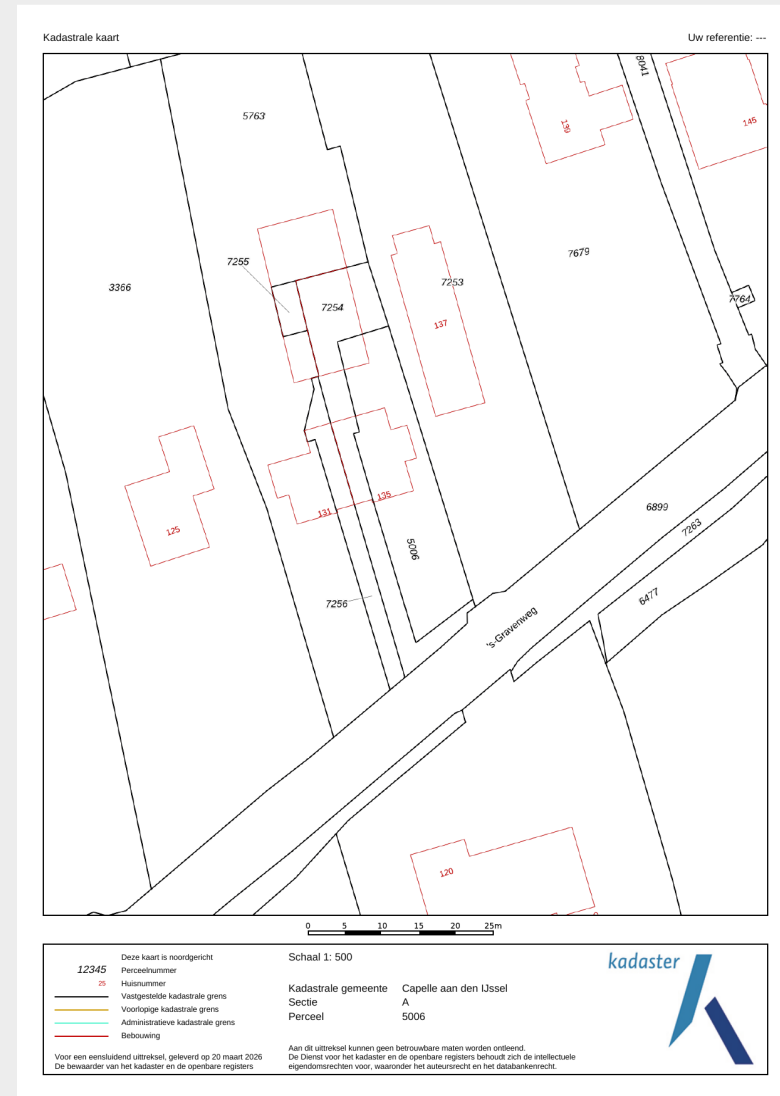 Kadastrale kaart
Uw referentie: ---
8041
5763
139
145
7255
7679
3366
7253
7254
7764
137
135
131
125
6899
7263
5006
7256
6477
's-Gravenweg
120
0 5 10 15 20 25m
Deze kaart is noordgericht
12345 Perceelnummer
25 Huisnummer
Vastgestelde kadastrale grens
Voorlopige kadastrale grens
Administratieve kadastrale grens
Bebouwing
Voor een eensluidend uittreksel, geleverd op 20 maart 2026
De bewaarder van het kadaster en de openbare registers
Schaal 1: 500
Kadastrale gemeente Capelle aan den IJssel
Sectie A
Perceel 5006
Aan dit uittreksel kunnen geen betrouwbare maten worden ontleend.
De Dienst voor het kadaster en de openbare registers behoudt zich de intellectuele
eigendomsrechten voor, waaronder het auteursrecht en het databankenrecht.
kadaster